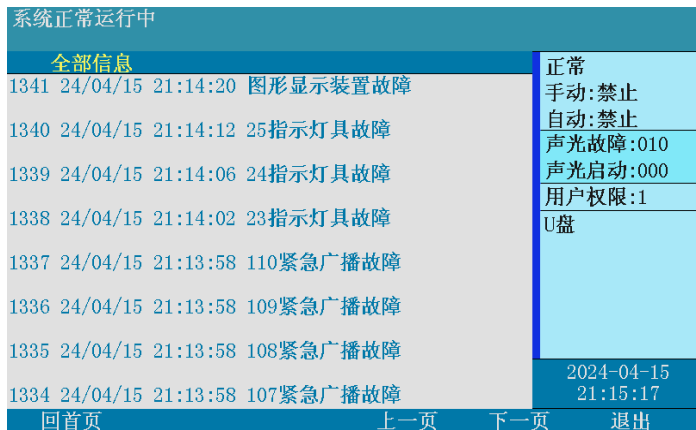 系统正常运行中
全部信息
1341 24/04/15 21:14:20 图形显示装置故障
1340 24/04/15 21:14:12 25指示灯具故障
1339 24/04/15 21:14:06 24指示灯具故障
1338 24/04/15 21:14:02 23指示灯具故障
1337 24/04/15 21:13:58 110紧急广播故障
1336 24/04/15 21:13:58 109紧急广播故障
1335 24/04/15 21:13:58 108紧急广播故障
1334 24/04/15 21:13:58 107紧急广播故障
正常
手动:禁止
自动:禁止
声光故障:010
声光启动:000
用户权限:1
U盘
2024-04-15
21:15:17
回首页 上一页 下一页 退出